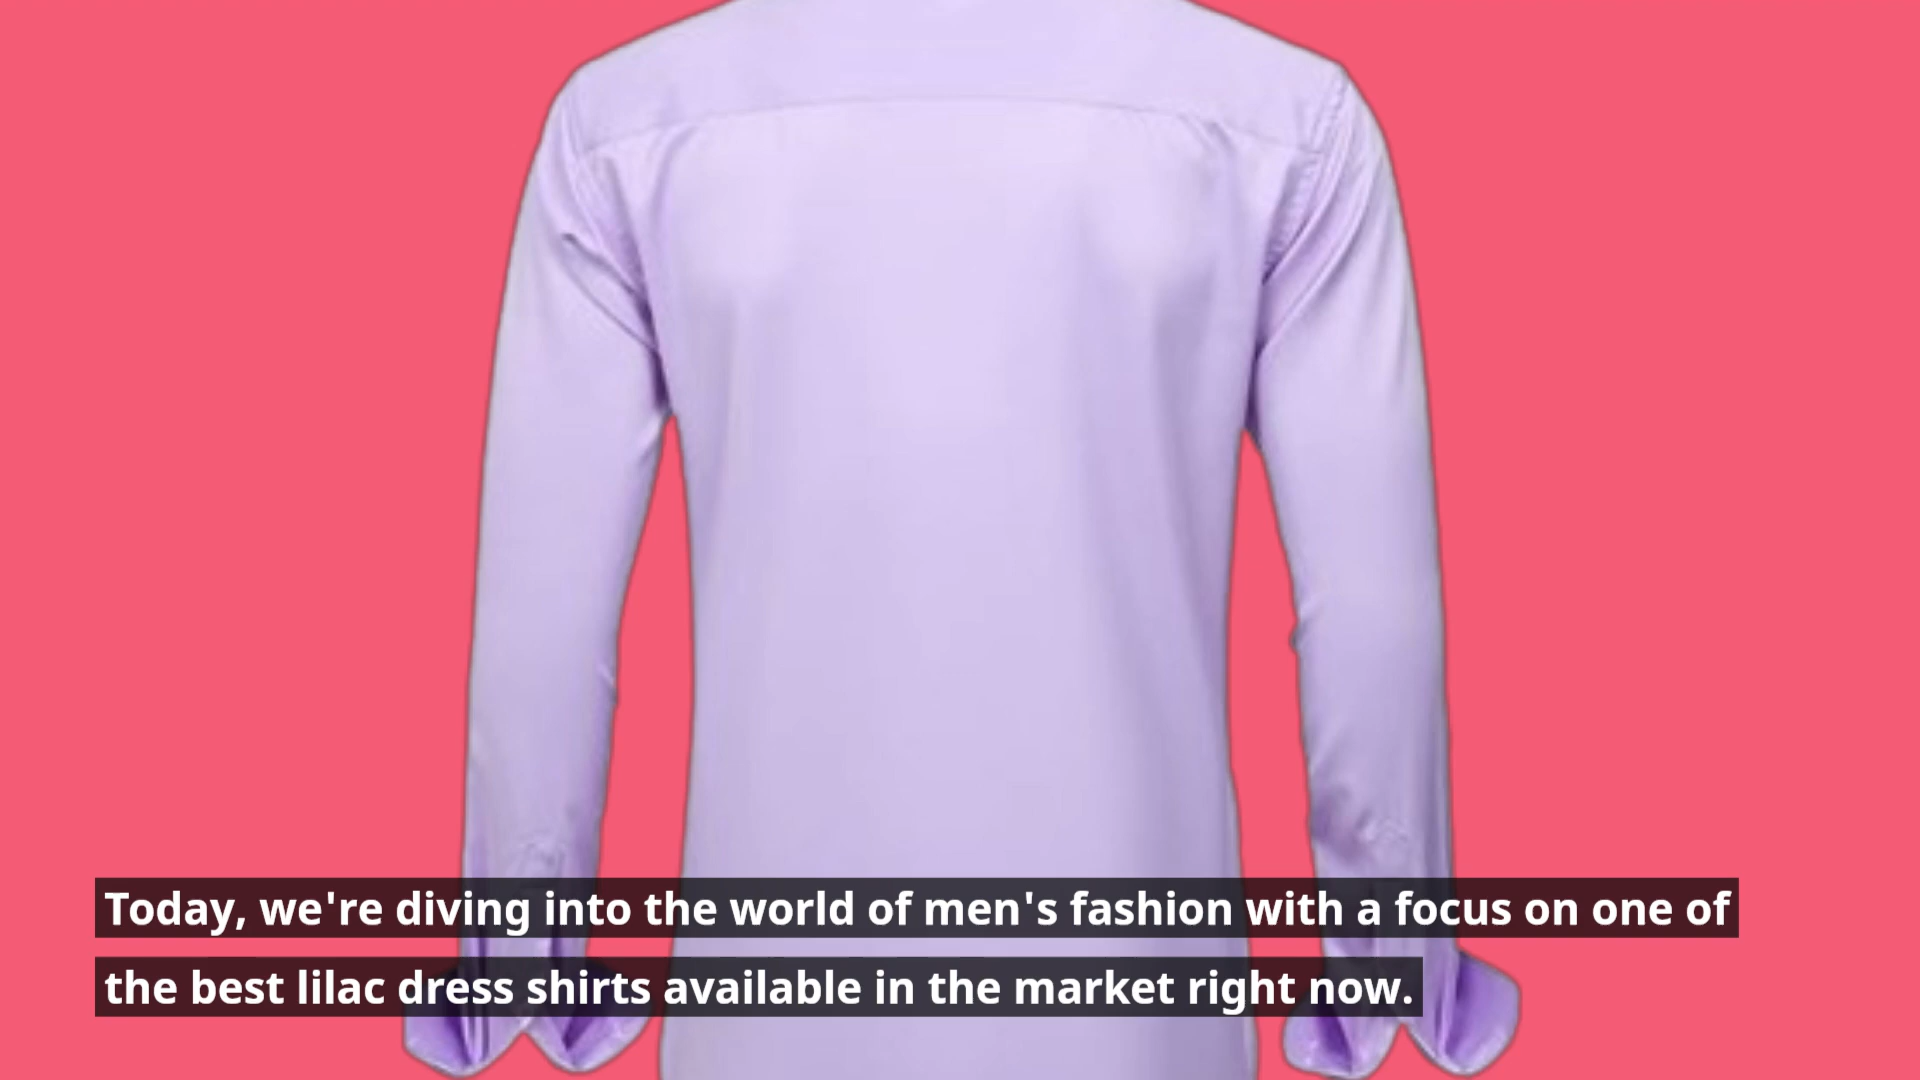 Today, we're diving into the world of men's fashion with a focus on one of
the best lilac dress shirts available in the market right now.